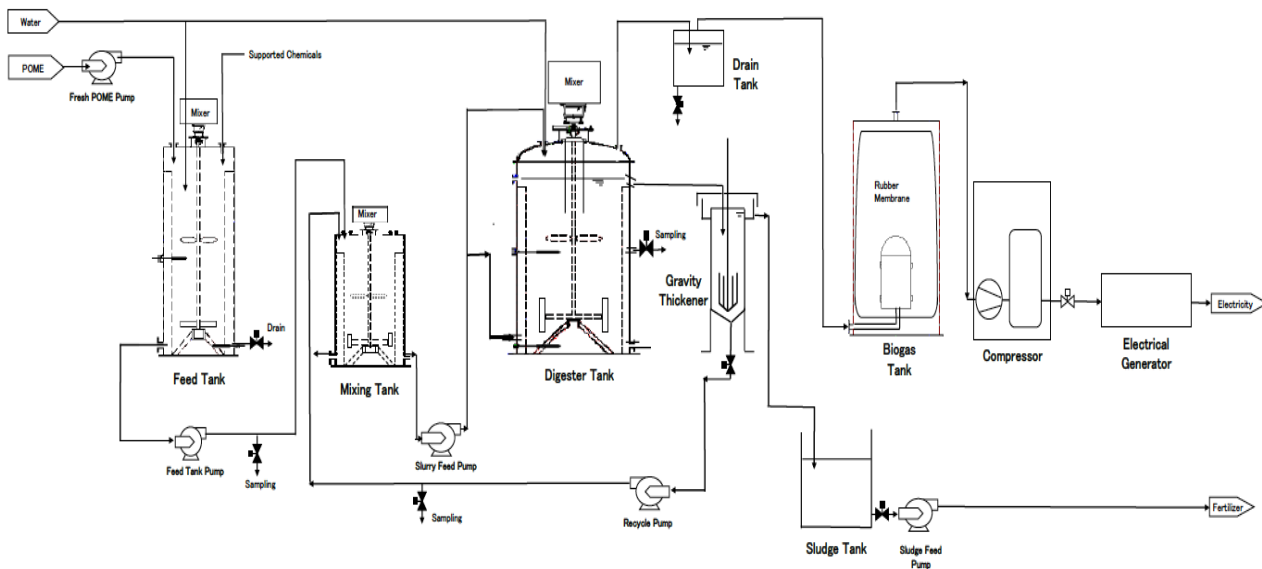 Water
POME
Fresh POME Pump
Supported Chemicals
Mixer
Mixer
Drain
Tank
Rubber
Membrane
Mixer
Sampling
Gravity
Thickener
Drain
Feed Tank
Mixing Tank
Digester Tank
Biogas
Tank
Compressor
Electrical
Generator
Electricity
Feed Tank Pump
Sampling
Slurry Feed Pump
Sampling
Recycle Pump
Sludge Tank
Sludge Feed
Pump
Fertilizer